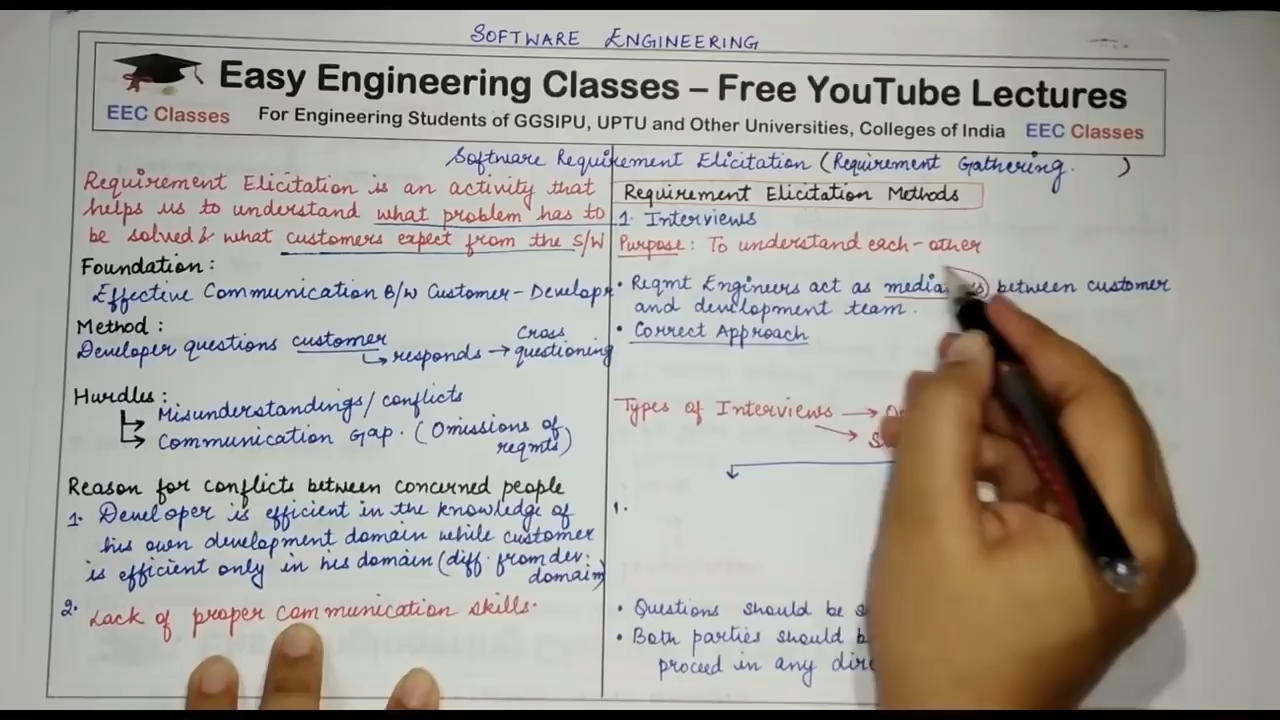 SOFTWARE ENGINEERING
Easy Engineering Classes – Free YouTube Lectures
EEC Classes For Engineering Students of GGSIPU, UPTU and Other Universities, Colleges of India EEC Classes
Software Requirement Elicitation (Requirement Gathering. )
Requirement Elicitation is an activity that
helps us to understand what problem has to
be solved & what customers expect from the S/W
Foundation:
Effective Communication B/W Customer-Developr
Method:
Developer questions customer
responds → Cross
questioning
Hurdles:
Misunderstandings/conflicts
Communication Gap. (Omissions of
reqmts)
Reason for conflicts between concerned people
1. Developer is efficient in the knowledge of
his own development domain while customer
is efficient only in his domain (diff. from dev.
domain)
2. Lack of proper communication skills.
Requirement Elicitation Methods
1. Interviews
Purpose: To understand each-other
• Reqmt Engineers act as between customer
and development team.
• Correct Approach
Types of Interviews →
1.
• Questions should be
• Both parties should
proceed in any